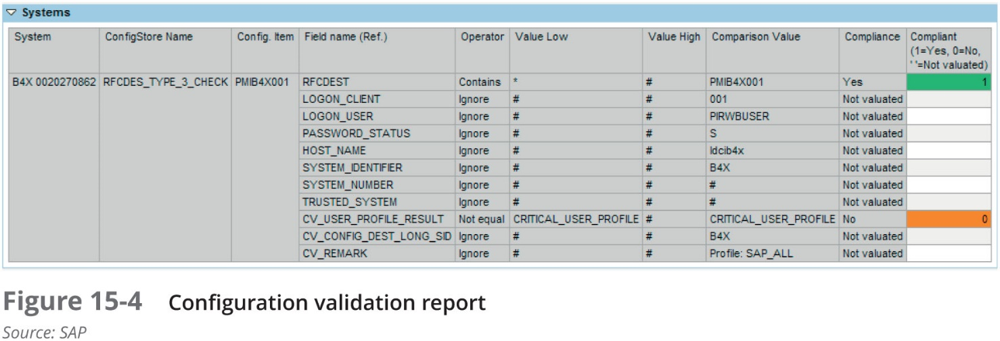 ▽ Systems
System ConfigStore Name Config. Item Field name (Ref.) Operator Value Low Value High Comparison Value Compliance Compliant
(1=Yes, 0=No,
' '=Not valuated)
B4X 0020270862 RFCDES_TYPE_3_CHECK PMIB4X001 RFCDEST Contains * # PMIB4X001 Yes 1
LOGON_CLIENT Ignore # # 001 Not valuated
LOGON_USER Ignore # # PIRWBUSER Not valuated
PASSWORD_STATUS Ignore # # S Not valuated
HOST_NAME Ignore # # ldcib4x Not valuated
SYSTEM_IDENTIFIER Ignore # # B4X Not valuated
SYSTEM_NUMBER Ignore # # # Not valuated
TRUSTED_SYSTEM Ignore # # # Not valuated
CV_USER_PROFILE_RESULT Not equal CRITICAL_USER_PROFILE # CRITICAL_USER_PROFILE No 0
CV_CONFIG_DEST_LONG_SID Ignore # # B4X Not valuated
CV_REMARK Ignore # # Profile: SAP_ALL Not valuated
Figure 15-4 Configuration validation report
Source: SAP